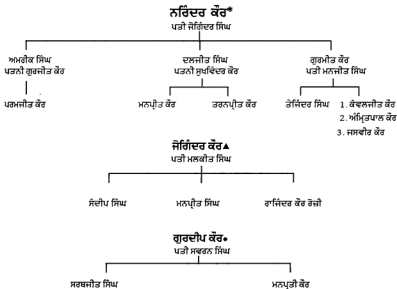 ਨਰਿੰਦਰ ਕੌਰ*
ਪਤੀ ਜੋਗਿੰਦਰ ਸਿੰਘ
ਅਮਰੀਕ ਸਿੰਘ
ਪਤਨੀ ਗੁਰਜੀਤ ਕੌਰ
ਦਲਜੀਤ ਸਿੰਘ
ਪਤਨੀ ਸੁਖਵਿੰਦਰ ਕੌਰ
ਗੁਰਮੀਤ ਕੌਰ
ਪਤੀ ਮਨਜੀਤ ਸਿੰਘ
ਪਰਮਜੀਤ ਕੌਰ
ਮਨਪ੍ਰੀਤ ਕੌਰ
ਤਰਨਪ੍ਰੀਤ ਕੌਰ
ਤੇਜਿੰਦਰ ਸਿੰਘ
1. ਕੰਵਲਜੀਤ ਕੌਰ
2. ਅੰਮ੍ਰਿਤਪਾਲ ਕੌਰ
3. ਜਸਵੀਰ ਕੌਰ
ਜੋਗਿੰਦਰ ਕੌਰ▲
ਪਤੀ ਮਲਕੀਤ ਸਿੰਘ
ਸੰਦੀਪ ਸਿੰਘ
ਮਨਪ੍ਰੀਤ ਸਿੰਘ
ਰਾਜਿੰਦਰ ਕੌਰ ਰੋਜ਼ੀ
ਗੁਰਦੀਪ ਕੌਰ●
ਪਤੀ ਸਵਰਨ ਸਿੰਘ
ਸਰਬਜੀਤ ਸਿੰਘ
ਮਨਪ੍ਰਤੀ ਕੌਰ